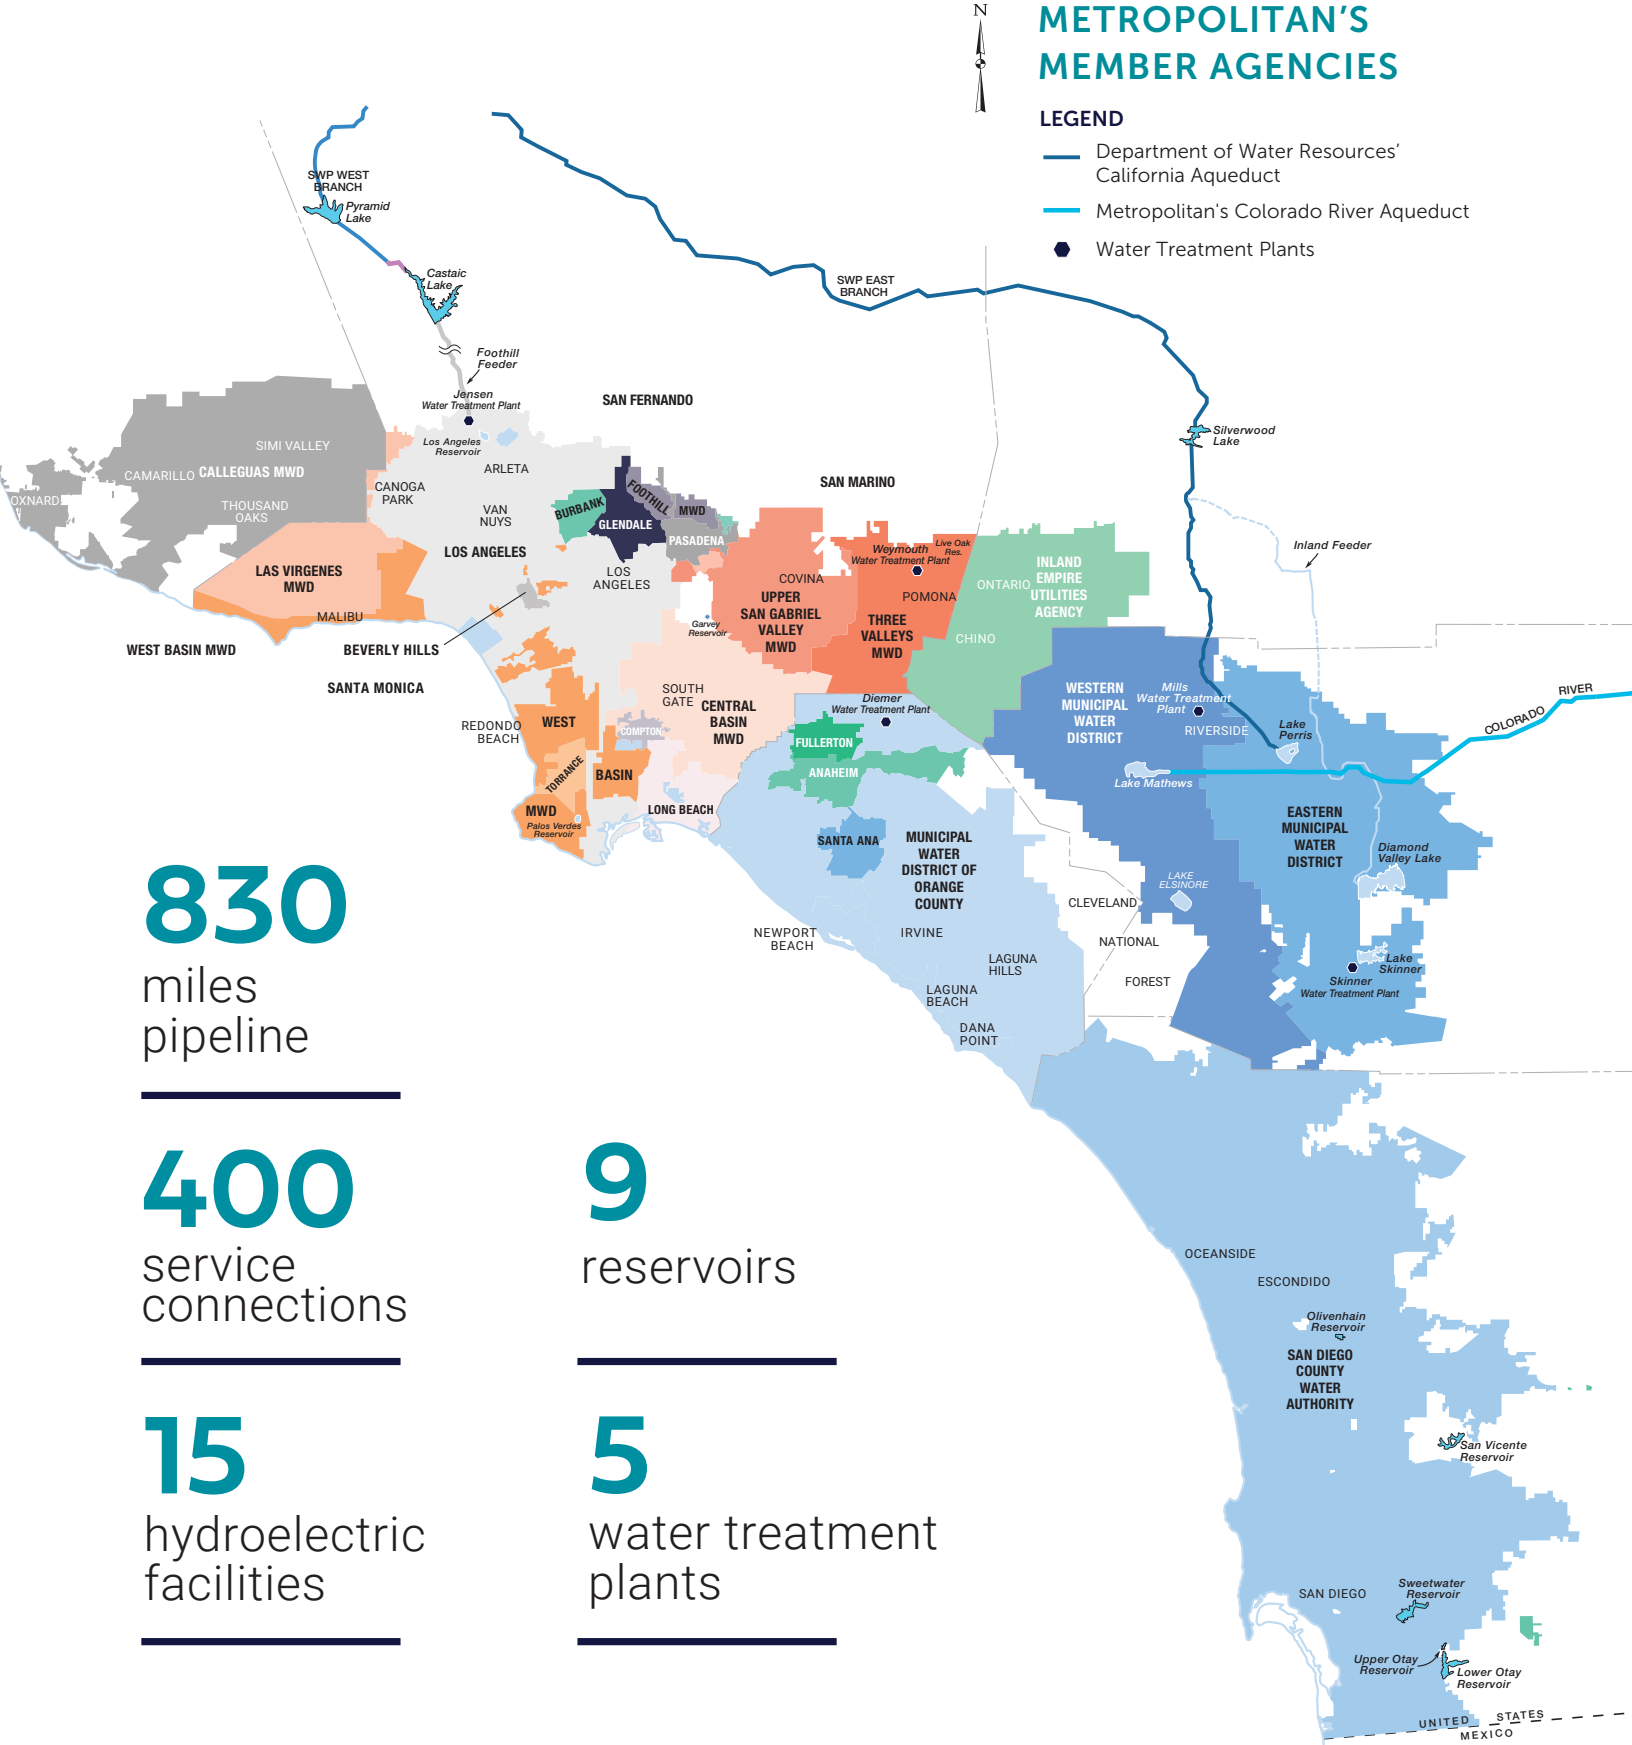 N
METROPOLITAN'S
MEMBER AGENCIES
LEGEND
Department of Water Resources'
California Aqueduct
Metropolitan's Colorado River Aqueduct
Water Treatment Plants
SWP WEST
BRANCH
Pyramid
Lake
Castaic
Lake
SWP EAST
BRANCH
Foothill
Feeder
Jensen
Water Treatment Plant
SAN FERNANDO
Los Angeles
Reservoir
Silverwood
Lake
SIMI VALLEY
CAMARILLO
CALLEGUAS MWD
OXNARD
THOUSAND
OAKS
ARLETA
CANOGA
PARK
VAN
NUYS
SAN MARINO
BURBANK
GLENDALE
FOOTHILL
MWD
PASADENA
LOS ANGELES
LOS
ANGELES
Inland Feeder
Live Oak
Res.
Weymouth
Water Treatment Plant
LAS VIRGENES
MWD
MALIBU
COVINA
UPPER
SAN GABRIEL
VALLEY
MWD
POMONA
THREE
VALLEYS
MWD
ONTARIO
INLAND
EMPIRE
UTILITIES
AGENCY
CHINO
Garvey
Reservoir
WEST BASIN MWD
BEVERLY HILLS
SANTA MONICA
SOUTH
GATE
CENTRAL
BASIN
MWD
Diemer
Water Treatment Plant
WESTERN
MUNICIPAL
WATER
DISTRICT
Mills
Water Treatment
Plant
RIVERSIDE
Lake
Perris
COLORADO
RIVER
REDONDO
BEACH
WEST
COMPTON
FULLERTON
TORRANCE
BASIN
ANAHEIM
Lake Mathews
MWD
Palos Verdes
Reservoir
LONG BEACH
SANTA ANA
MUNICIPAL
WATER
DISTRICT OF
ORANGE
COUNTY
EASTERN
MUNICIPAL
WATER
DISTRICT
Diamond
Valley Lake
LAKE
ELSINORE
CLEVELAND
NATIONAL
FOREST
NEWPORT
BEACH
IRVINE
LAGUNA
HILLS
LAGUNA
BEACH
DANA
POINT
Lake
Skinner
Skinner
Water Treatment Plant
830
miles
pipeline
400
service
connections
9
reservoirs
15
hydroelectric
facilities
5
water treatment
plants
OCEANSIDE
ESCONDIDO
Olivenhain
Reservoir
SAN DIEGO
COUNTY
WATER
AUTHORITY
San Vicente
Reservoir
SAN DIEGO
Sweetwater
Reservoir
Upper Otay
Reservoir
Lower Otay
Reservoir
UNITED STATES
MEXICO